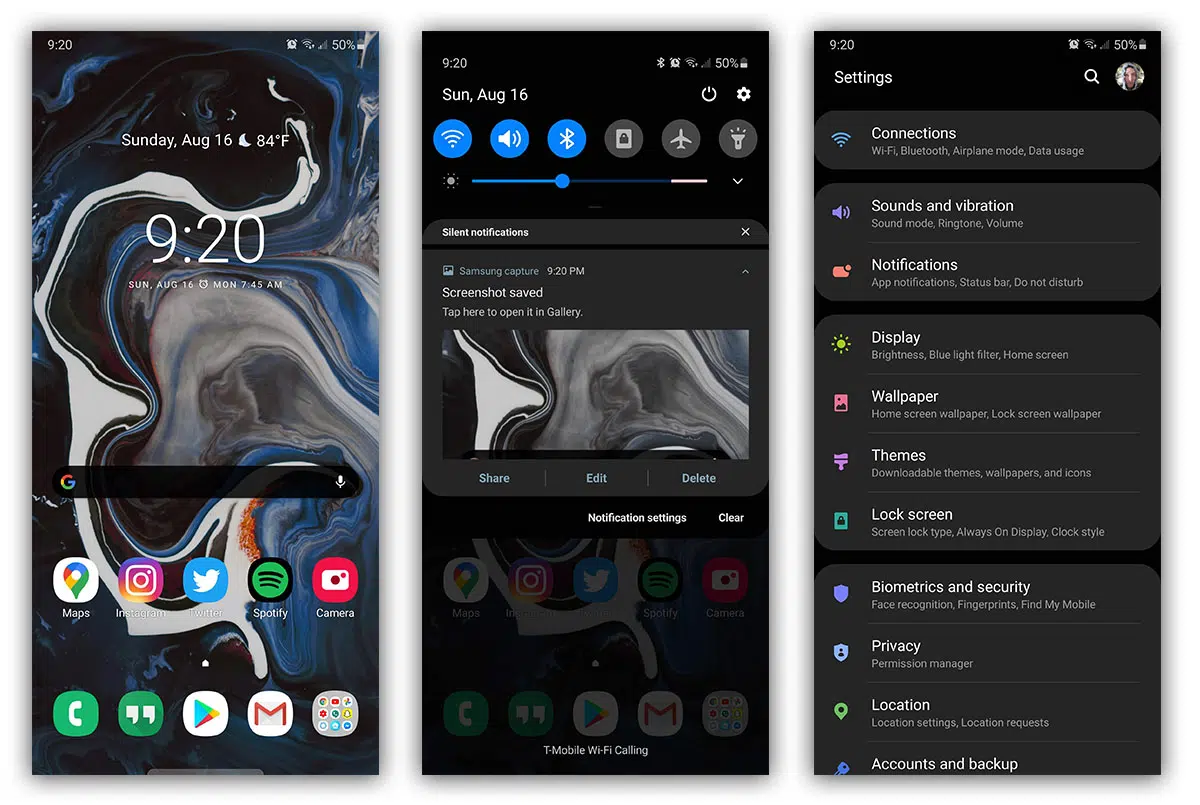 9:20
50%
Sunday, Aug 16 84°F
9:20
SUN, AUG 16 MON 7:45 AM
Maps
Instagram
Twitter
Spotify
Camera
9:20
50%
Sun, Aug 16
Silent notifications
Samsung capture 9:20 PM
Screenshot saved
Tap here to open it in Gallery.
Share
Edit
Delete
Notification settings
Clear
Maps
Instagram
Twitter
Spotify
Camera
T-Mobile Wi-Fi Calling
9:20
50%
Settings
Connections
Wi-Fi, Bluetooth, Airplane mode, Data usage
Sounds and vibration
Sound mode, Ringtone, Volume
Notifications
App notifications, Status bar, Do not disturb
Display
Brightness, Blue light filter, Home screen
Wallpaper
Home screen wallpaper, Lock screen wallpaper
Themes
Downloadable themes, wallpapers, and icons
Lock screen
Screen lock type, Always On Display, Clock style
Biometrics and security
Face recognition, Fingerprints, Find My Mobile
Privacy
Permission manager
Location
Location settings, Location requests
Accounts and backup